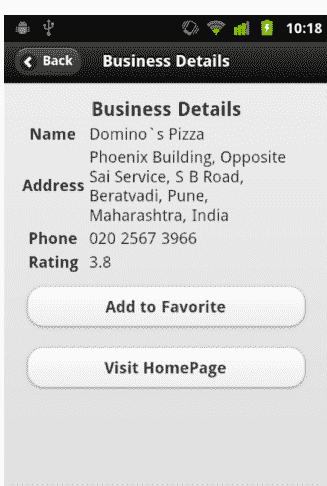 10:18
Back Business Details
Business Details
Name Domino`s Pizza
Address Phoenix Building, Opposite
Sai Service, S B Road,
Beratvadi, Pune,
Maharashtra, India
Phone 020 2567 3966
Rating 3.8
Add to Favorite
Visit HomePage